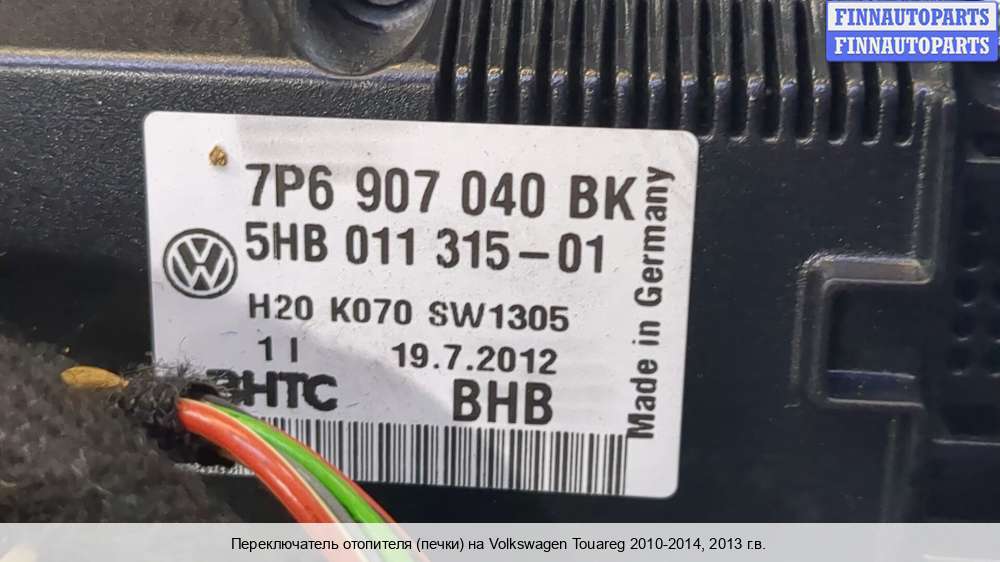 FINNAUTOPARTS
FINNAUTOPARTS
7P6 907 040 BK
5HB 011 315-01
H20 K070 SW1305
1 I 19.7.2012
BHTC BHB
Made in Germany
Переключатель отопителя (печки) на Volkswagen Touareg 2010-2014, 2013 г.в.